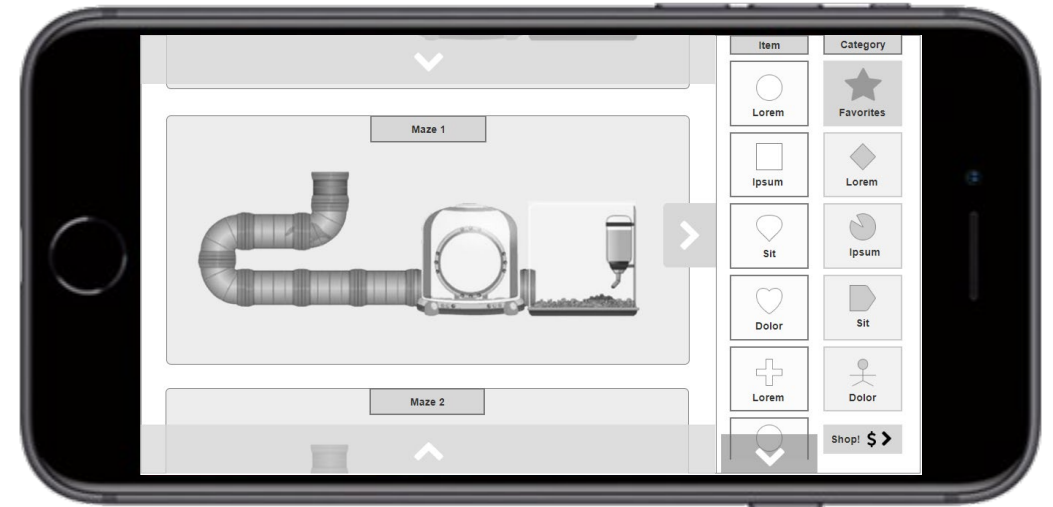 Item
Category
Lorem
Favorites
Maze 1
Ipsum
Lorem
Sit
Ipsum
Dolor
Sit
Maze 2
Lorem
Dolor
Shop! $